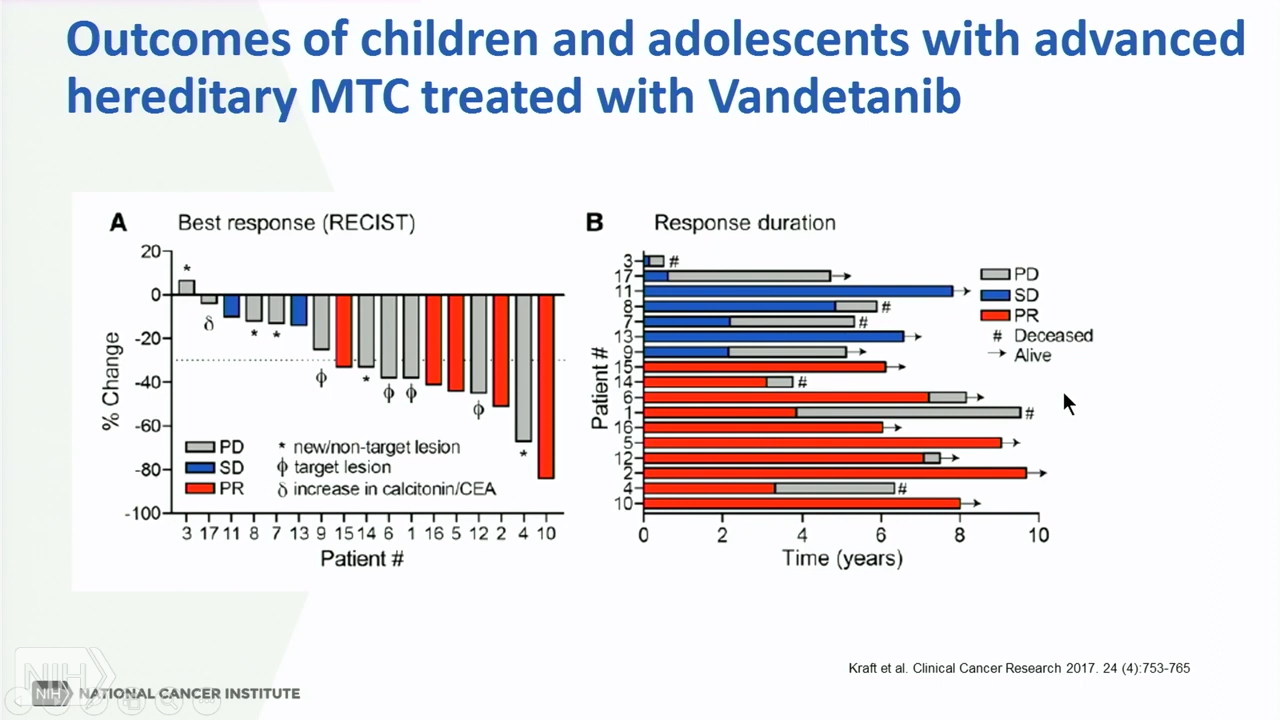 Outcomes of children and adolescents with advanced
hereditary MTC treated with Vandetanib
A Best response (RECIST)
20
0
-20
-40
-60
-80
-100
% Change
*
δ
*
*
ϕ
*
ϕ
ϕ
ϕ
*
PD * new/non-target lesion
SD ϕ target lesion
PR δ increase in calcitonin/CEA
3 17 11 8 7 13 9 15 14 6 1 16 5 12 2 4 10
Patient #
B Response duration
Patient #
3 #
17
11
8 #
7 #
13
9
15
14 #
6
1 #
16
5
12
2
4 #
10
PD
SD
PR
# Deceased
→ Alive
0 2 4 6 8 10
Time (years)
Kraft et al. Clinical Cancer Research 2017. 24 (4):753-765
NIH
NIH NATIONAL CANCER INSTITUTE